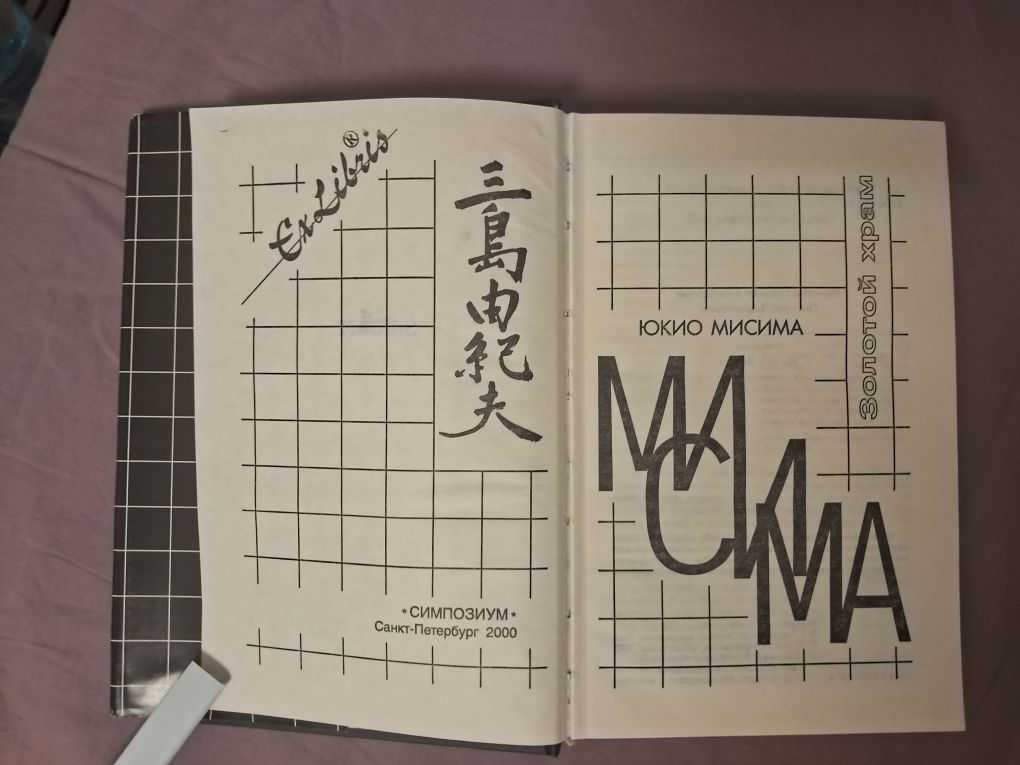 Ex Libris®
三島由紀夫
*СИМПОЗИУМ*
Санкт-Петербург 2000
Золотой храм
ЮКИО МИСИМА
МИСИМА